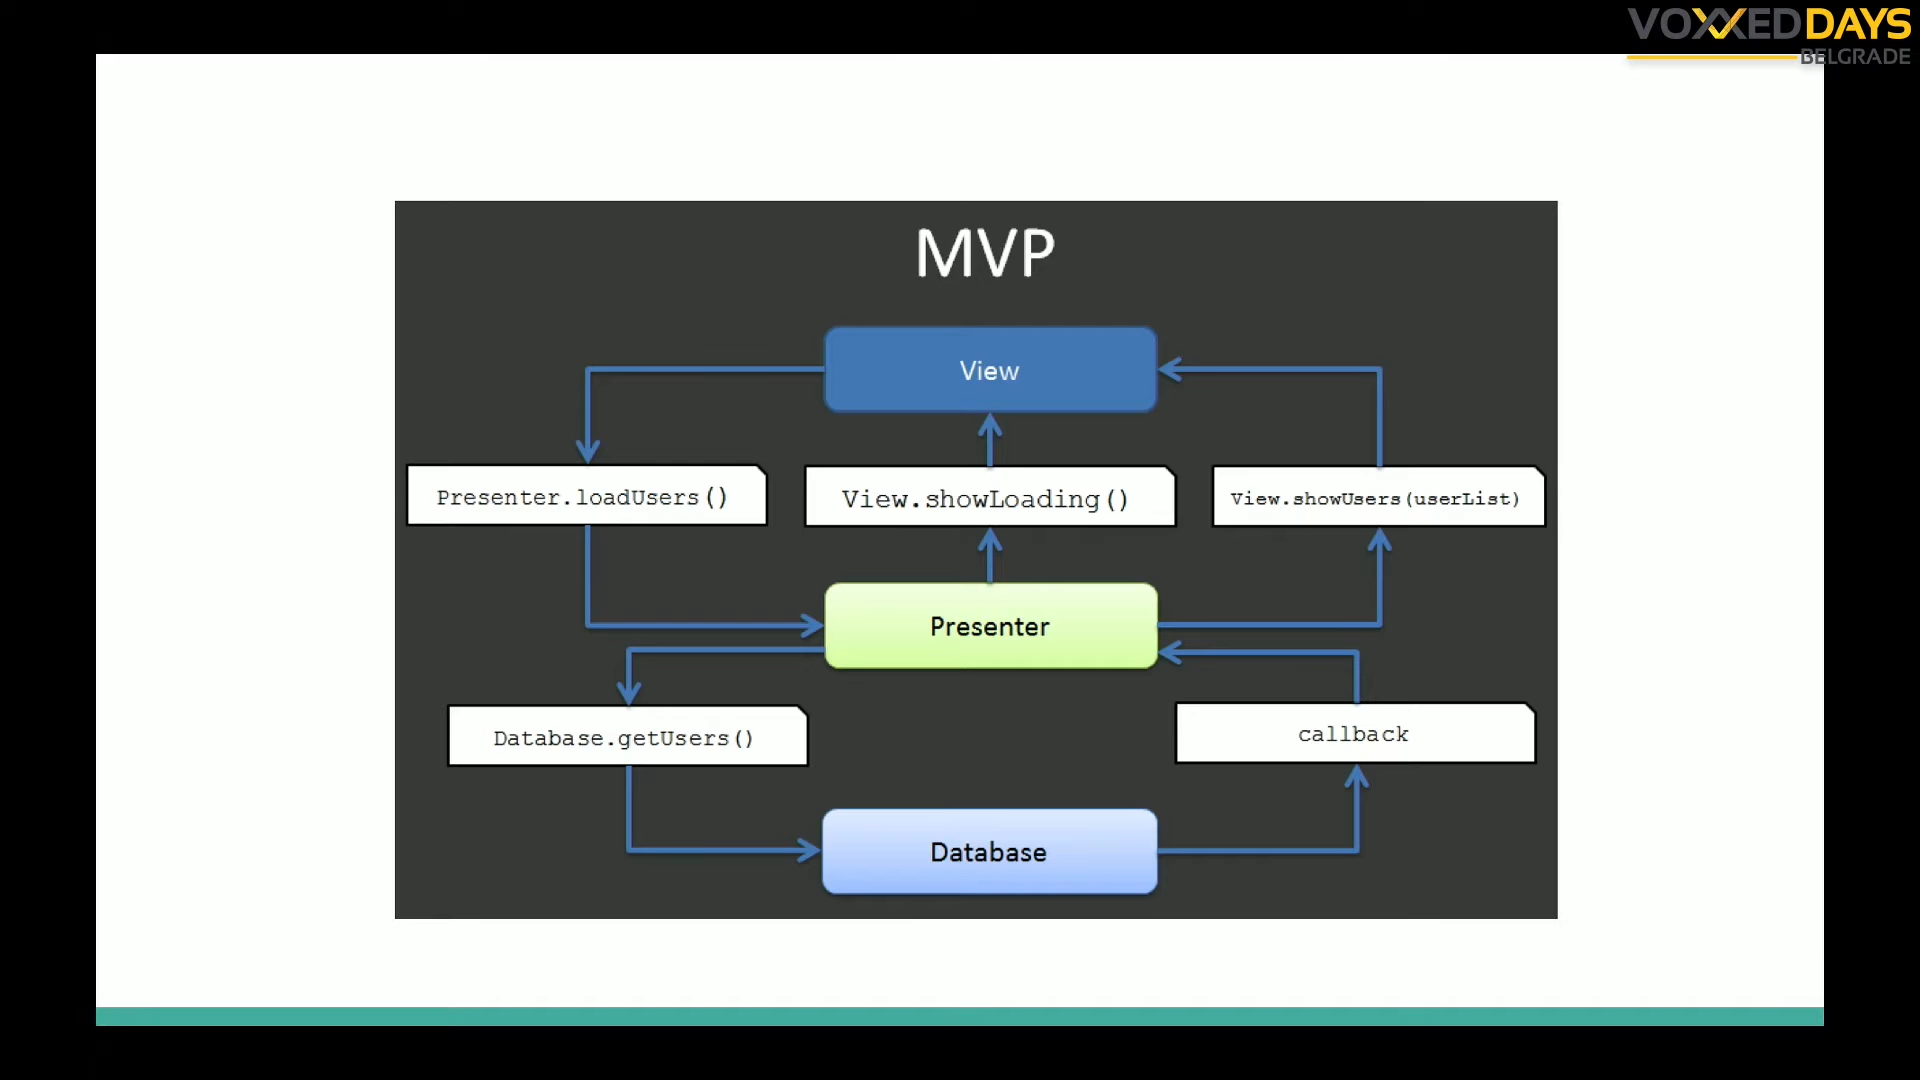 VOXXEDDAYS
BELGRADE
MVP
View
Presenter.loadUsers()
View.showLoading()
View.showUsers(userList)
Presenter
Database.getUsers()
callback
Database